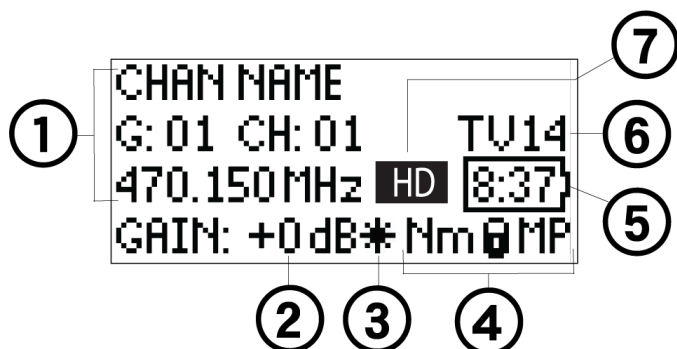 7
CHAN NAME
1
G: 01 CH: 01 TV14
6
470.150 MHz HD 8:37
5
GAIN: +0 dB Nm MP
2 3 4